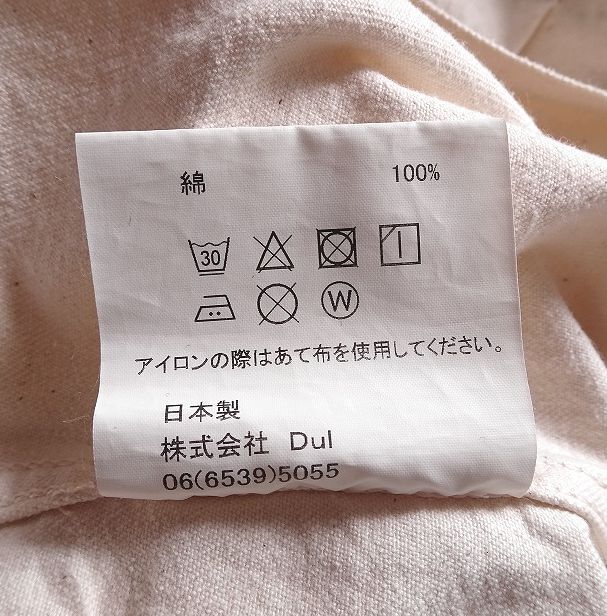 綿 100%
30
W
アイロンの際はあて布を使用してください。
日本製
株式会社 Dul
06(6539)5055